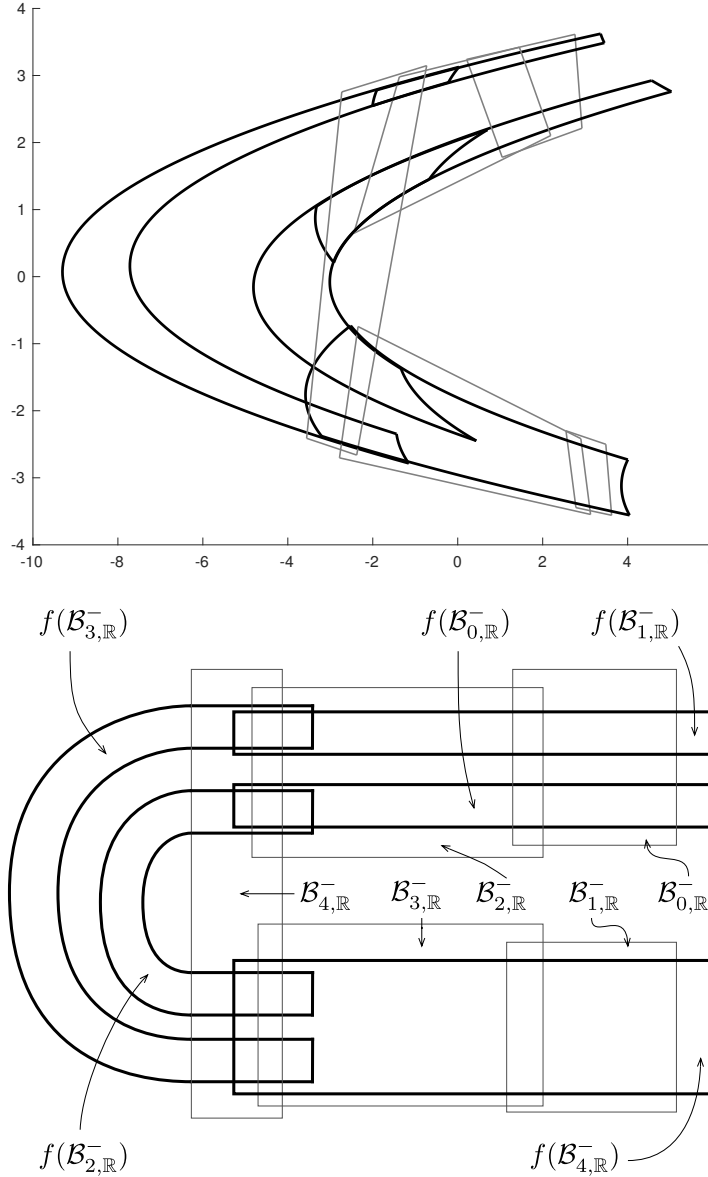 4
3
2
1
0
-1
-2
-3
-4
-10 -8 -6 -4 -2 0 2 4
f(ℬ⁻₃,ℝ) f(ℬ⁻₀,ℝ) f(ℬ⁻₁,ℝ)
ℬ⁻₄,ℝ ℬ⁻₃,ℝ ℬ⁻₂,ℝ ℬ⁻₁,ℝ ℬ⁻₀,ℝ
f(ℬ⁻₂,ℝ) f(ℬ⁻₄,ℝ)